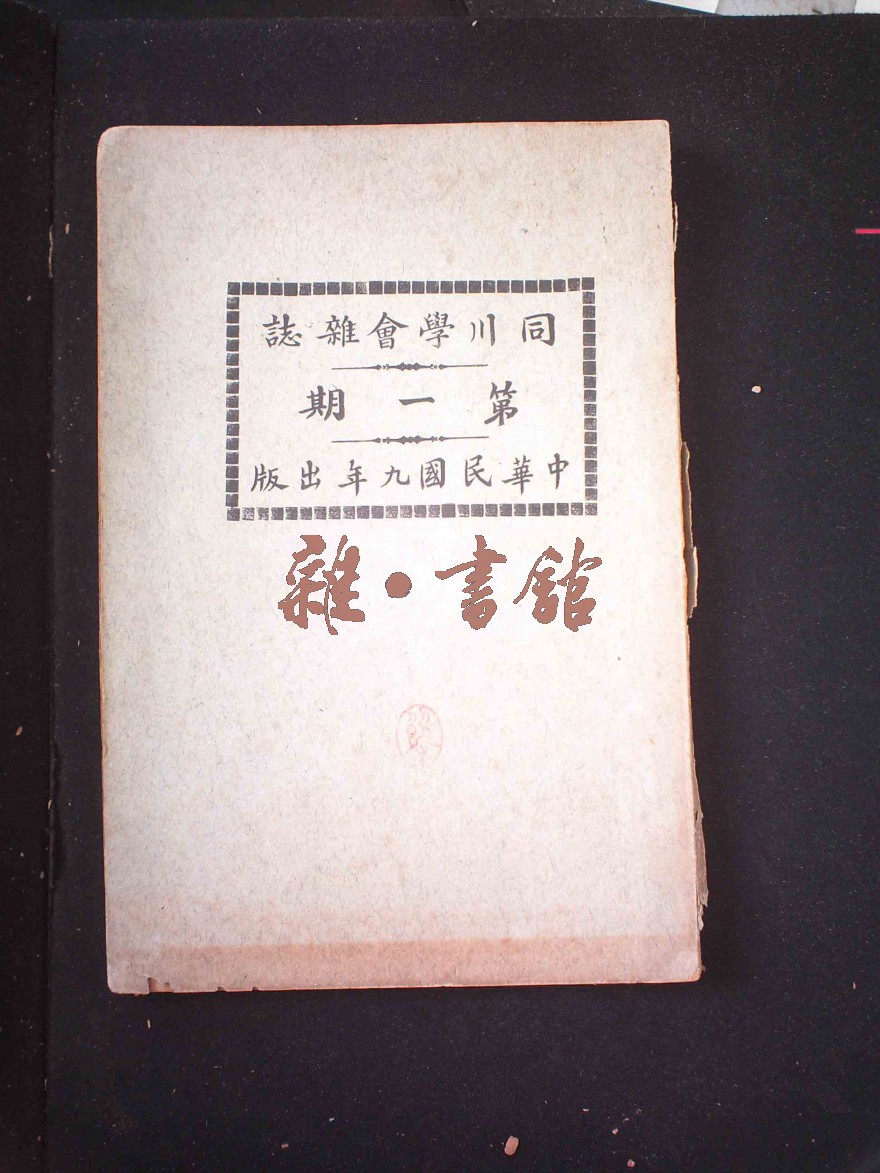 同川學會雜誌
第一期
中華民國九年出版
雜·書館